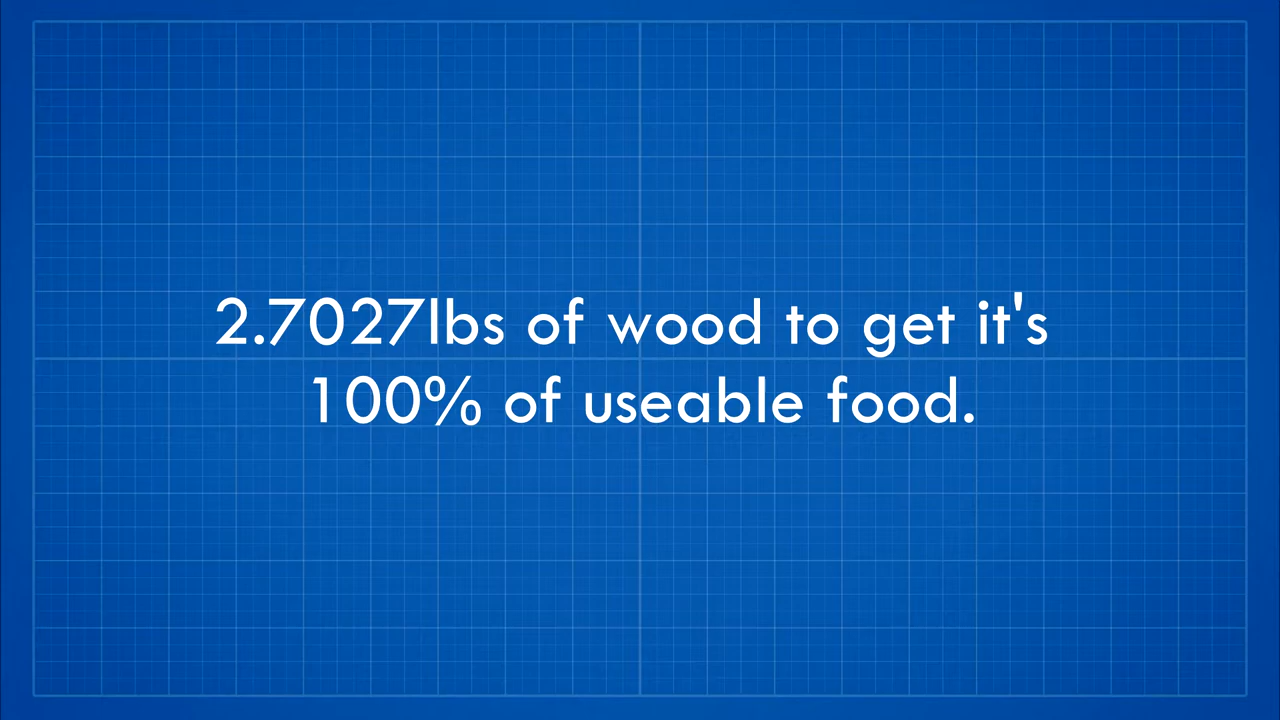 2.7027lbs of wood to get it's
100% of useable food.